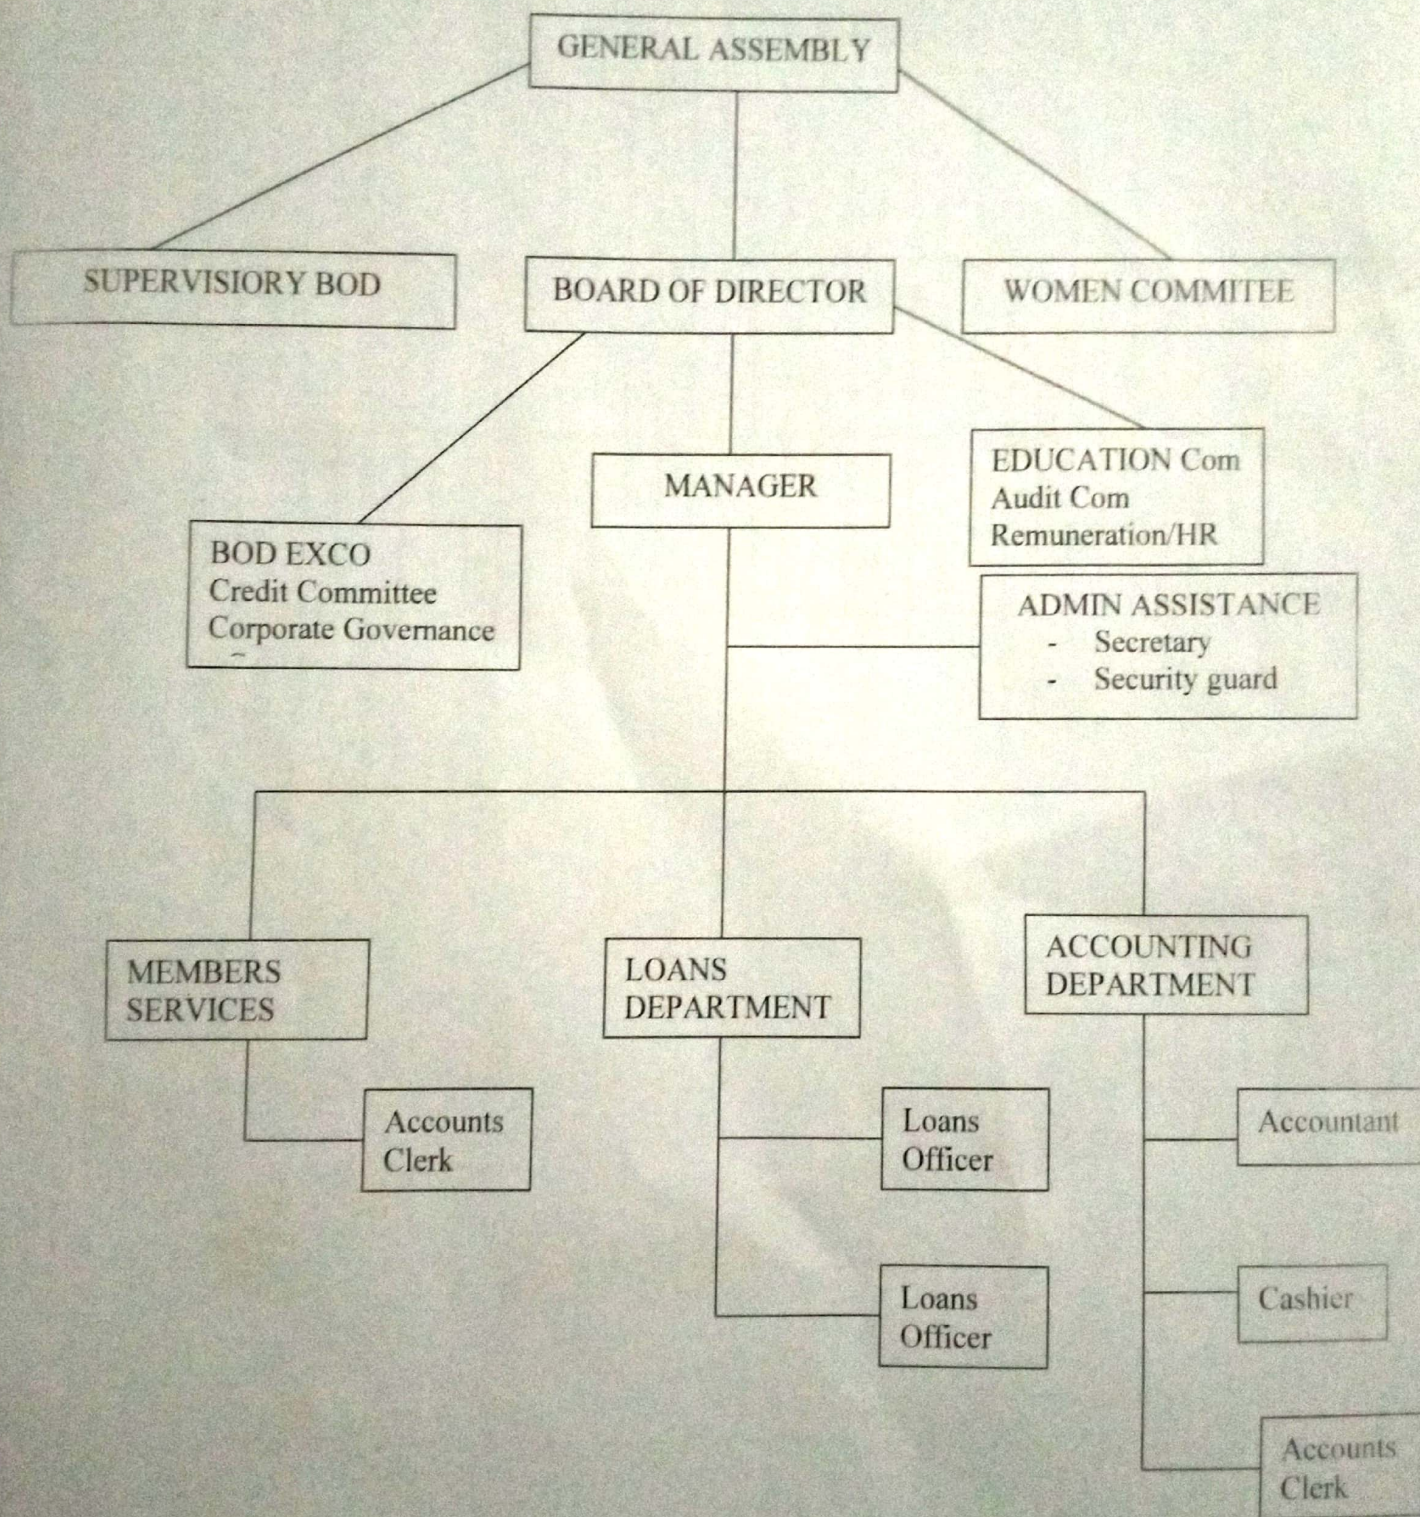 GENERAL ASSEMBLY
SUPERVISIORY BOD
BOARD OF DIRECTOR
WOMEN COMMITEE
MANAGER
EDUCATION Com
Audit Com
Remuneration/HR
BOD EXCO
Credit Committee
Corporate Governance
ADMIN ASSISTANCE
- Secretary
- Security guard
MEMBERS
SERVICES
LOANS
DEPARTMENT
ACCOUNTING
DEPARTMENT
Accounts
Clerk
Loans
Officer
Accountant
Loans
Officer
Cashier
Accounts
Clerk